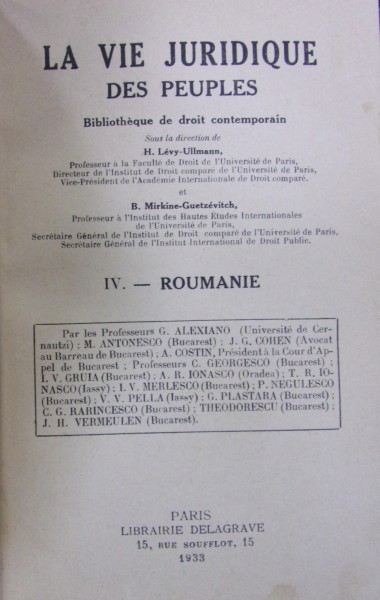 LA VIE JURIDIQUE
DES PEUPLES
Bibliothèque de droit contemporain
Sous la direction de
H. Lévy-Ullmann,
Professeur à la Faculté de Droit de l'Université de Paris,
Directeur de l'Institut de Droit comparé de l'Université de Paris,
Vice-Président de l'Académie Internationale de Droit comparé.
et
B. Mirkine-Guetzévitch,
Professeur à l'Institut des Hautes Etudes Internationales
de l'Université de Paris,
Secrétaire Général de l'Institut de Droit comparé de l'Université de Paris,
Secrétaire Général de l'Institut International de Droit Public.
IV. — ROUMANIE
Par les Professeurs G. ALEXIANO (Université de Cer-
nautzi) ; M. ANTONESCO (Bucarest) ; J. G. COHEN (Avocat
au Barreau de Bucarest) ; A. COSTIN, Président à la Cour d'Ap-
pel de Bucarest ; Professeurs C. GEORGESCO (Bucarest) ;
I. V. GRUIA (Bucarest) ; A. R. IONASCO (Oradea) ; T. R. IO-
NASCO (Iassy) ; I. V. MERLESCO (Bucarest) ; P. NEGULESCO
(Bucarest) ; V. V. PELLA (Iassy) ; G. PLASTARA (Bucarest) ;
C. G. RARINCESCO (Bucarest) ; THEODORESCU (Bucarest) ;
J. H. VERMEULEN (Bucarest).
PARIS
LIBRAIRIE DELAGRAVE
15, RUE SOUFFLOT, 15
1933